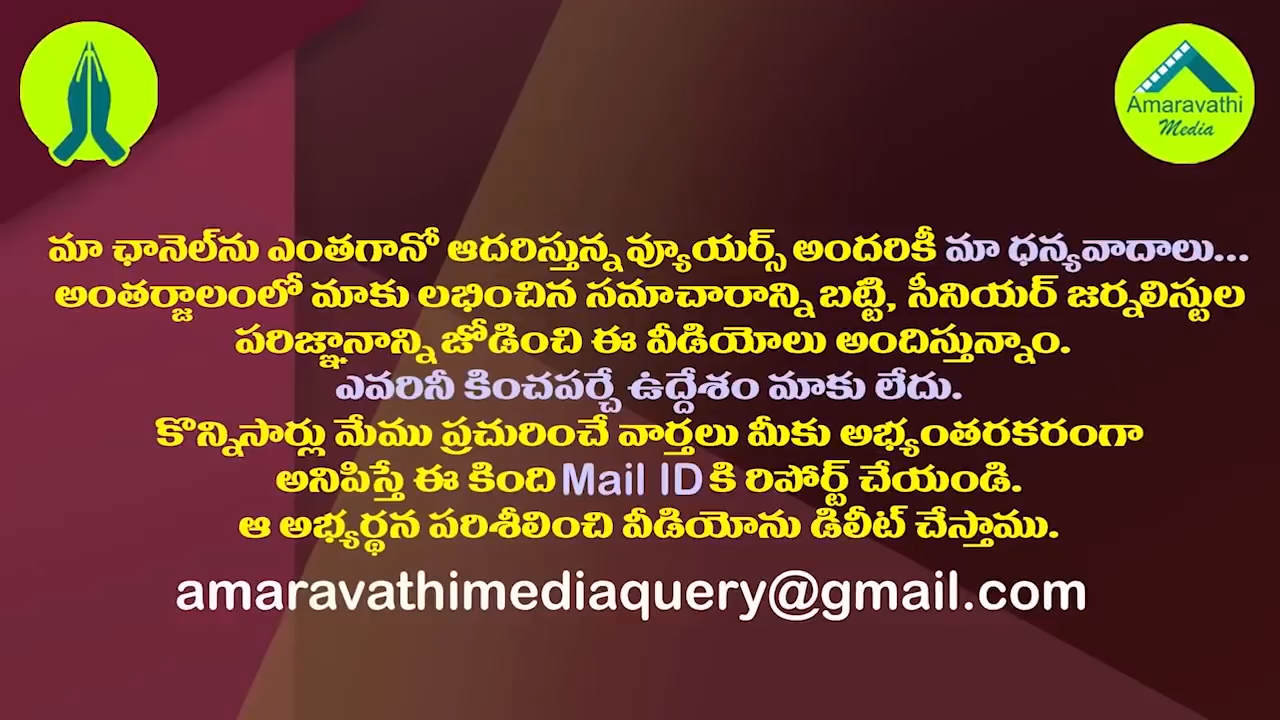 Amaravathi
Media
మా ఛానెల్‌ను ఎంతగానో ఆదరిస్తున్న వ్యూయర్స్ అందరికీ మా ధన్యవాదాలు...
అంతర్జాలంలో మాకు లభించిన సమాచారాన్ని బట్టి, సీనియర్ జర్నలిస్టుల
పరిజ్ఞానాన్ని జోడించి ఈ వీడియోలు అందిస్తున్నాం.
ఎవరినీ కించపర్చే ఉద్దేశం మాకు లేదు.
కొన్నిసార్లు మేము ప్రచురించే వార్తలు మీకు అభ్యంతరకరంగా
అనిపిస్తే ఈ కింది Mail ID కి రిపోర్ట్ చేయండి.
ఆ అభ్యర్థన పరిశీలించి వీడియోను డిలీట్ చేస్తాము.
amaravathimediaquery@gmail.com